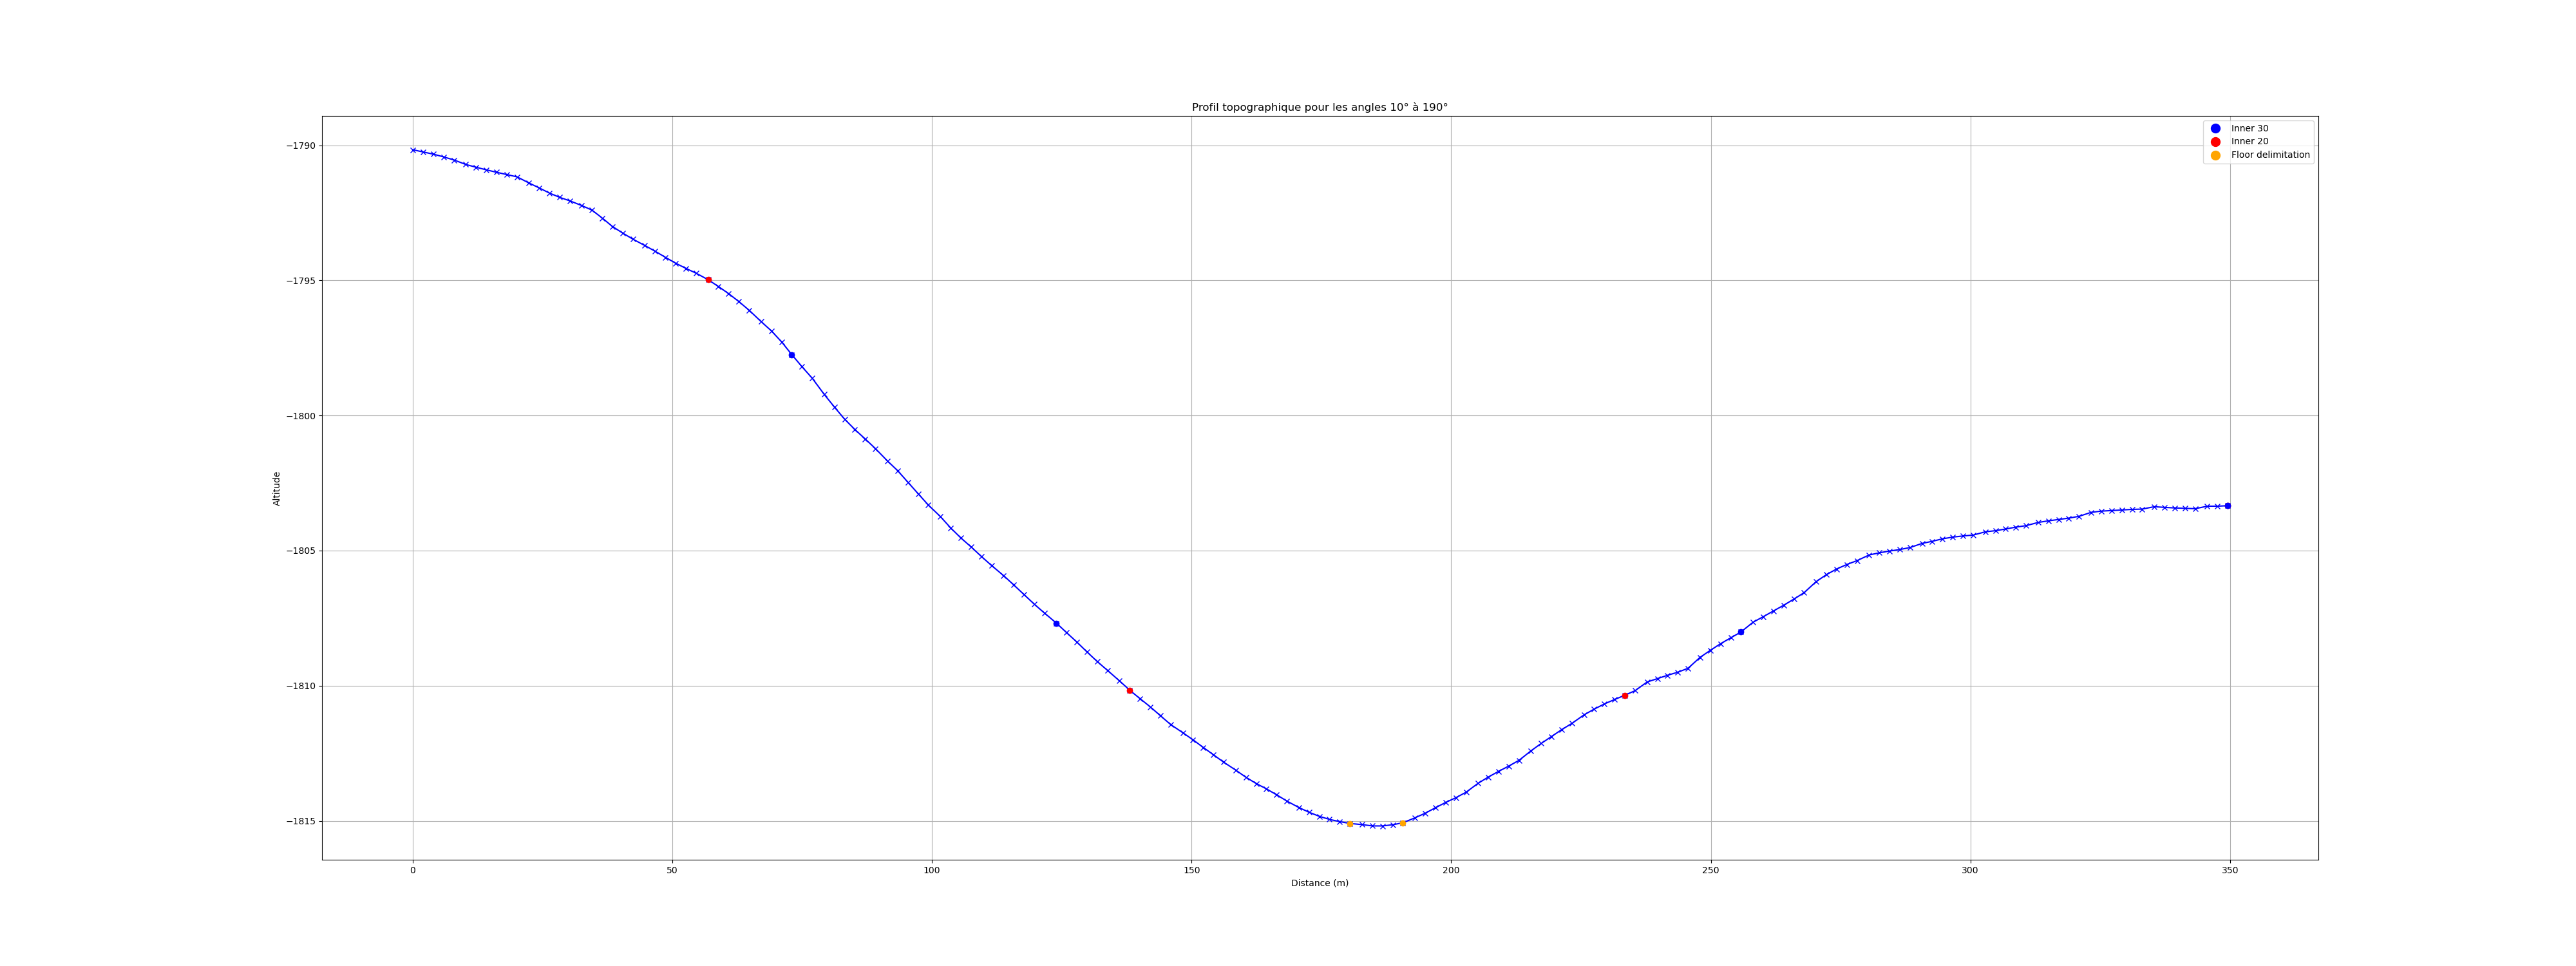 Profil topographique pour les angles 10° à 190°
Inner 30
Inner 20
Floor delimitation
−1790
−1795
−1800
−1805
−1810
−1815
Altitude
0
50
100
150
200
250
300
350
Distance (m)